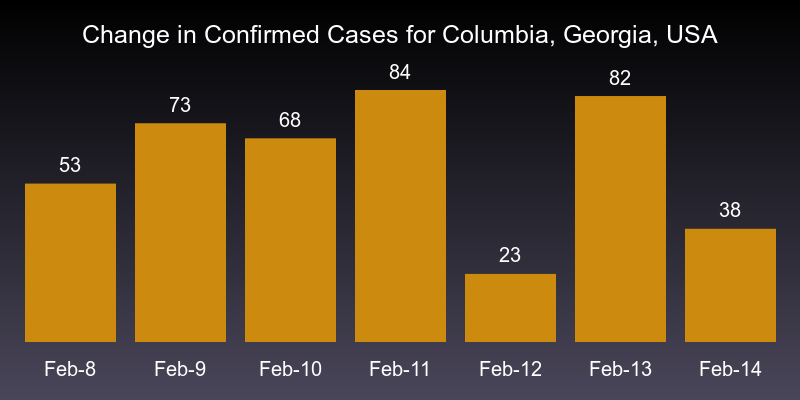 Change in Confirmed Cases for Columbia, Georgia, USA
53
73
68
84
23
82
38
Feb-8
Feb-9
Feb-10
Feb-11
Feb-12
Feb-13
Feb-14